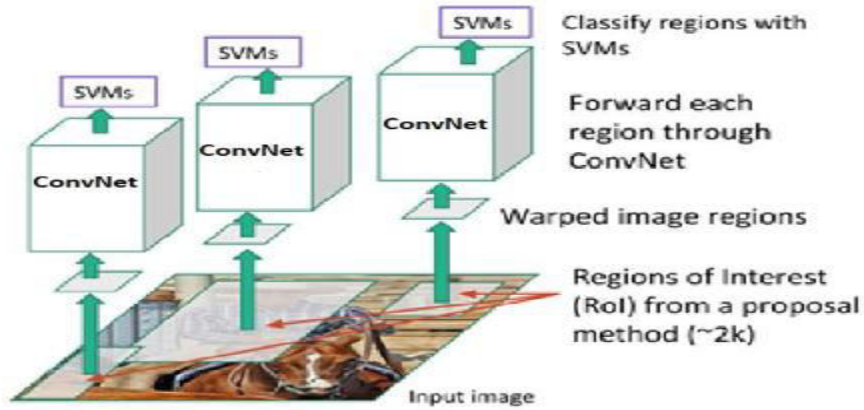 SVMs
Classify regions with
SVMs
SVMs
SVMs
ConvNet
ConvNet
ConvNet
Forward each
region through
ConvNet
Warped image regions
Regions of Interest
(RoI) from a proposal
method (~2k)
Input image